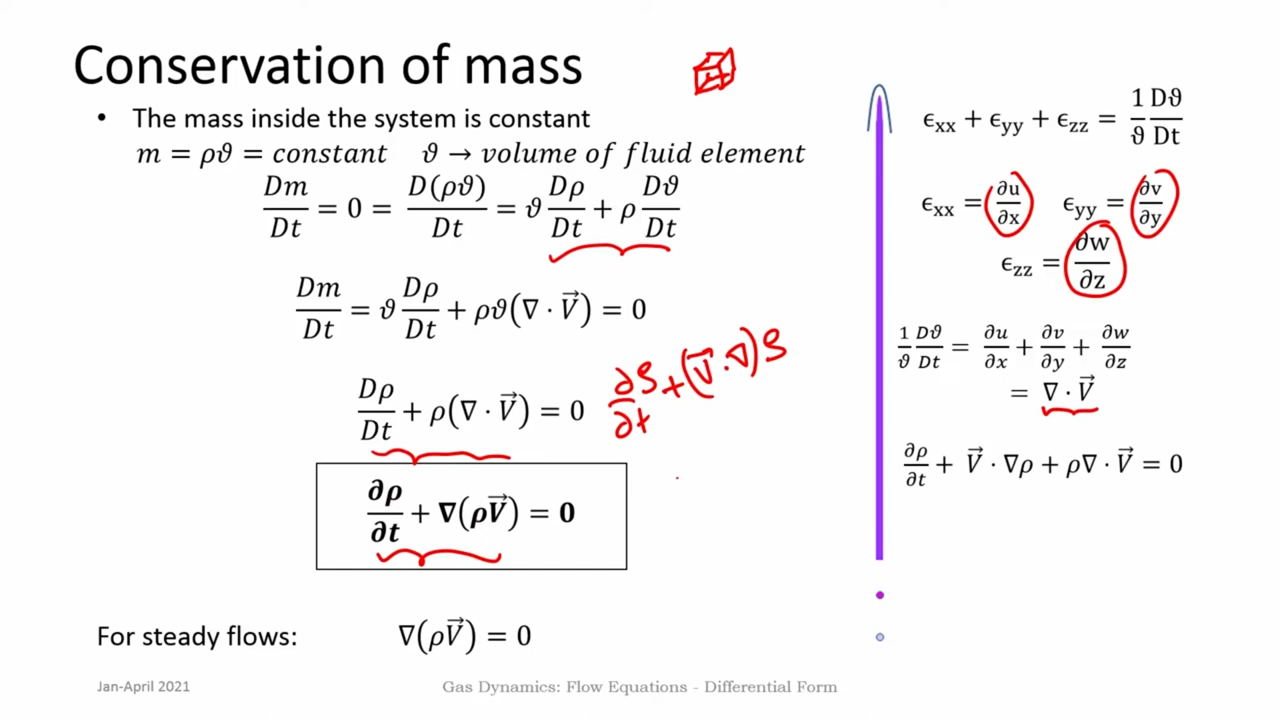 Conservation of mass
• The mass inside the system is constant
m = ρϑ = constant    ϑ → volume of fluid element
Dm/Dt = 0 = D(ρϑ)/Dt = ϑ Dρ/Dt + ρ Dϑ/Dt
Dm/Dt = ϑ Dρ/Dt + ρϑ(∇ · V⃗) = 0
Dρ/Dt + ρ(∇ · V⃗) = 0
∂ρ/∂t + (V⃗ · ∇)ρ
∂ρ/∂t + ∇(ρV⃗) = 0
For steady flows: ∇(ρV⃗) = 0
ϵxx + ϵyy + ϵzz = 1/ϑ Dϑ/Dt
ϵxx = ∂u/∂x    ϵyy = ∂v/∂y
ϵzz = ∂w/∂z
1/ϑ Dϑ/Dt = ∂u/∂x + ∂v/∂y + ∂w/∂z
= ∇ · V⃗
∂ρ/∂t + V⃗ · ∇ρ + ρ∇ · V⃗ = 0
Jan-April 2021
Gas Dynamics: Flow Equations - Differential Form